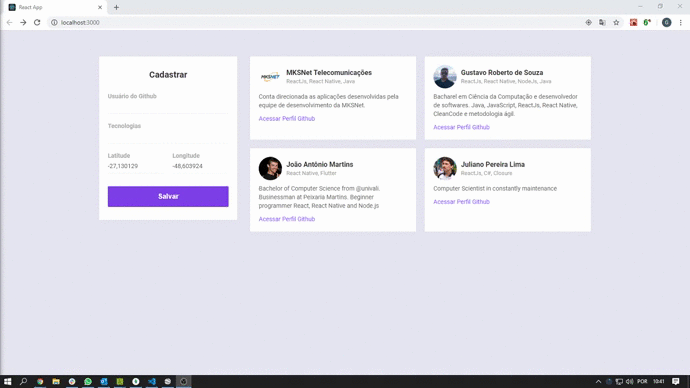 React App
localhost:3000
Cadastrar
Usuário do Github
Tecnologias
Latitude
Longitude
-27,130129
-48,603924
Salvar
MKSNet
MKSNet Telecomunicações
ReactJs, React Native, Java
Conta direcionada as aplicações desenvolvidas pela
equipe de desenvolvimento da MKSNet.
Acessar Perfil Github
Gustavo Roberto de Souza
ReactJs, React Native, NodeJs, Java
Bacharel em Ciência da Computação e desenvolvedor
de softwares. Java, JavaScript, ReactJs, React Native,
CleanCode e metodologia ágil.
Acessar Perfil Github
João Antônio Martins
React Native, Flutter
Bachelor of Computer Science from @univali.
Businessman at Peixaria Martins. Beginner
programmer React, React Native and Node.js
Acessar Perfil Github
Juliano Pereira Lima
ReactJs, C#, Closure
Computer Scientist in constantly maintenance
Acessar Perfil Github
POR
10:41